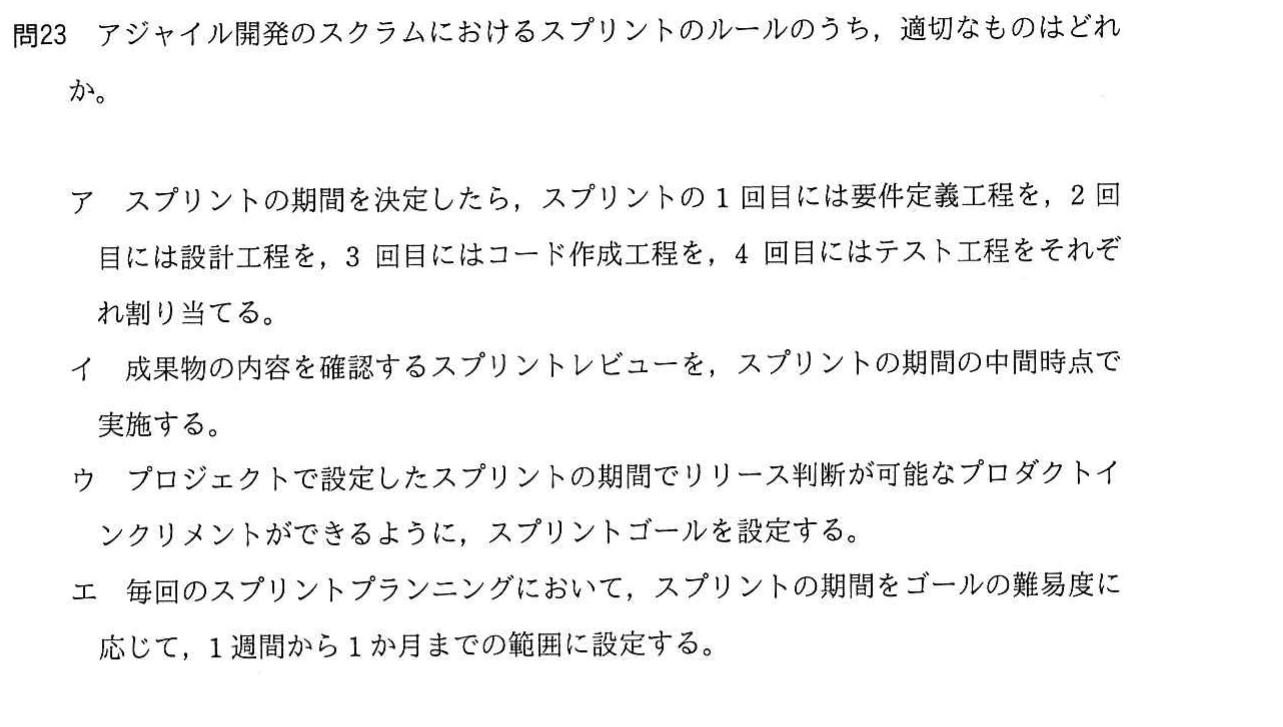 問23　アジャイル開発のスクラムにおけるスプリントのルールのうち，適切なものはどれ
か。
ア　スプリントの期間を決定したら，スプリントの 1 回目には要件定義工程を，2 回
目には設計工程を，3 回目にはコード作成工程を，4 回目にはテスト工程をそれぞ
れ割り当てる。
イ　成果物の内容を確認するスプリントレビューを，スプリントの期間の中間時点で
実施する。
ウ　プロジェクトで設定したスプリントの期間でリリース判断が可能なプロダクトイ
ンクリメントができるように，スプリントゴールを設定する。
エ　毎回のスプリントプランニングにおいて，スプリントの期間をゴールの難易度に
応じて，1 週間から 1 か月までの範囲に設定する。